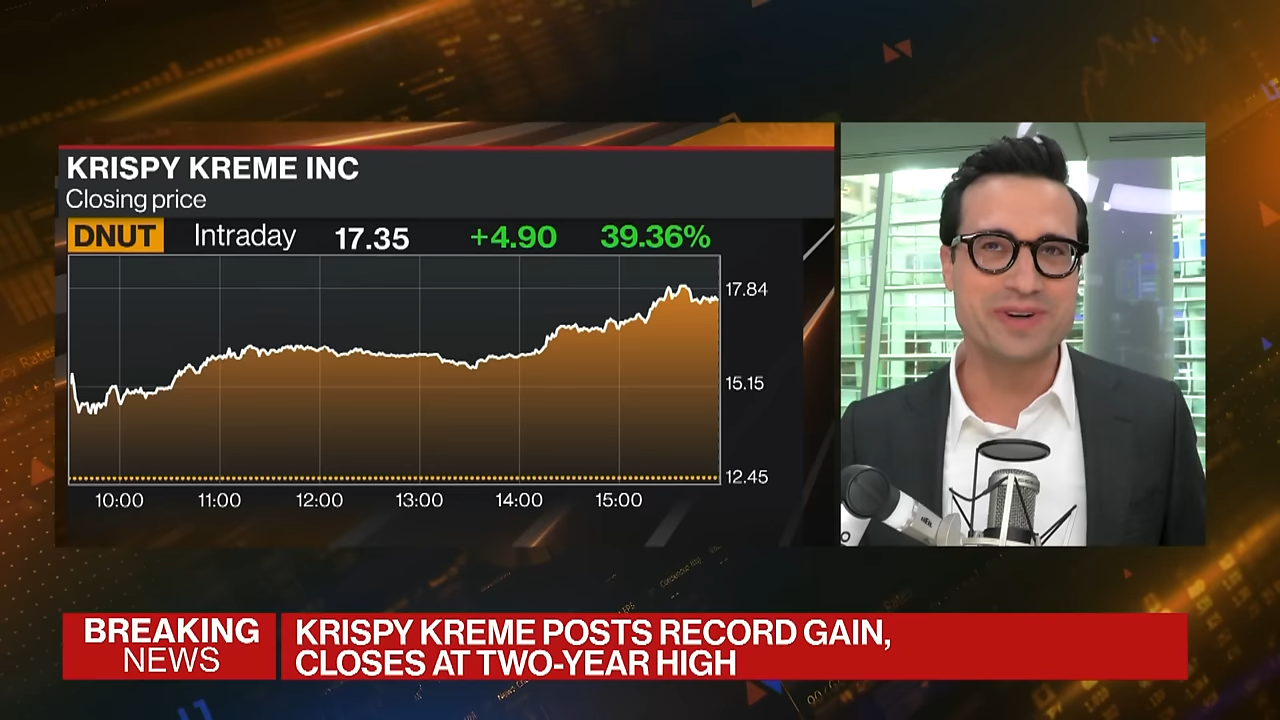 KRISPY KREME INC
Closing price
DNUT Intraday 17.35 +4.90 39.36%
17.84
15.15
12.45
10:00 11:00 12:00 13:00 14:00 15:00
BREAKING
NEWS
KRISPY KREME POSTS RECORD GAIN,
CLOSES AT TWO-YEAR HIGH